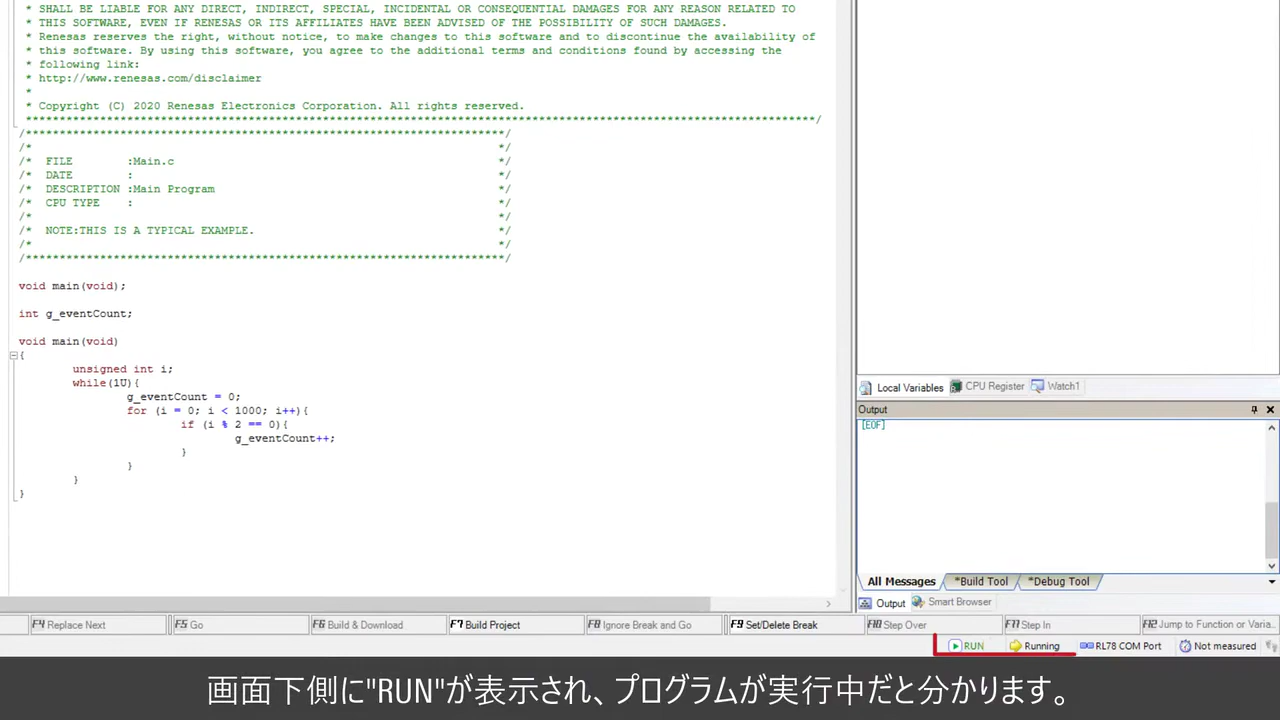 * SHALL BE LIABLE FOR ANY DIRECT, INDIRECT, SPECIAL, INCIDENTAL OR CONSEQUENTIAL DAMAGES FOR ANY REASON RELATED TO
* THIS SOFTWARE, EVEN IF RENESAS OR ITS AFFILIATES HAVE BEEN ADVISED OF THE POSSIBILITY OF SUCH DAMAGES.
* Renesas reserves the right, without notice, to make changes to this software and to discontinue the availability of
* this software. By using this software, you agree to the additional terms and conditions found by accessing the
* following link:
* http://www.renesas.com/disclaimer
*
* Copyright (C) 2020 Renesas Electronics Corporation. All rights reserved.
**********************************************************************************************************************/
/***********************************************************************/
/*                                                                     */
/*  FILE        :Main.c                                                */
/*  DATE        :                                                      */
/*  DESCRIPTION :Main Program                                          */
/*  CPU TYPE    :                                                      */
/*                                                                     */
/*  NOTE:THIS IS A TYPICAL EXAMPLE.                                    */
/*                                                                     */
/***********************************************************************/
void main(void);
int g_eventCount;
void main(void)
{
unsigned int i;
while(1U){
g_eventCount = 0;
for (i = 0; i < 1000; i++){
if (i % 2 == 0){
g_eventCount++;
}
}
}
}
Local Variables CPU Register Watch1
Output
[EOF]
All Messages *Build Tool *Debug Tool
Output Smart Browser
F4 Replace Next F5 Go F6 Build & Download F7 Build Project F8 Ignore Break and Go F9 Set/Delete Break F10 Step Over F11 Step In F12 Jump to Function or Varia...
RUN Running RL78 COM Port Not measured
画面下側に"RUN"が表示され、プログラムが実行中だと分かります。